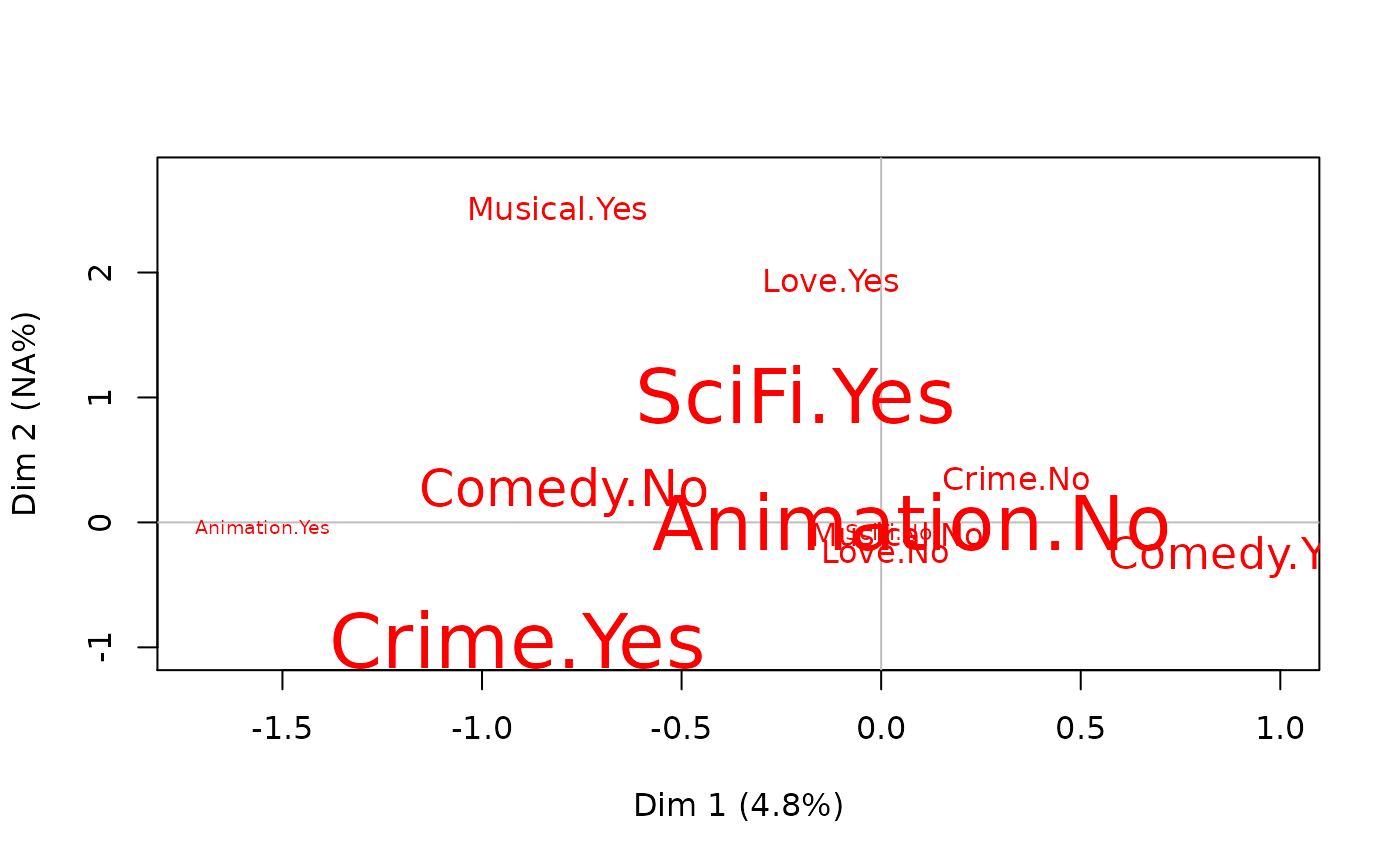 Musical.Yes
Love.Yes
SciFi.Yes
Comedy.No
Crime.No
Animation.Yes
Animation.No
SciFi.No
Musical.No
Love.No
Comedy.Y
Crime.Yes
2
1
0
-1
Dim 2 (NA%)
-1.5 -1.0 -0.5 0.0 0.5 1.0
Dim 1 (4.8%)